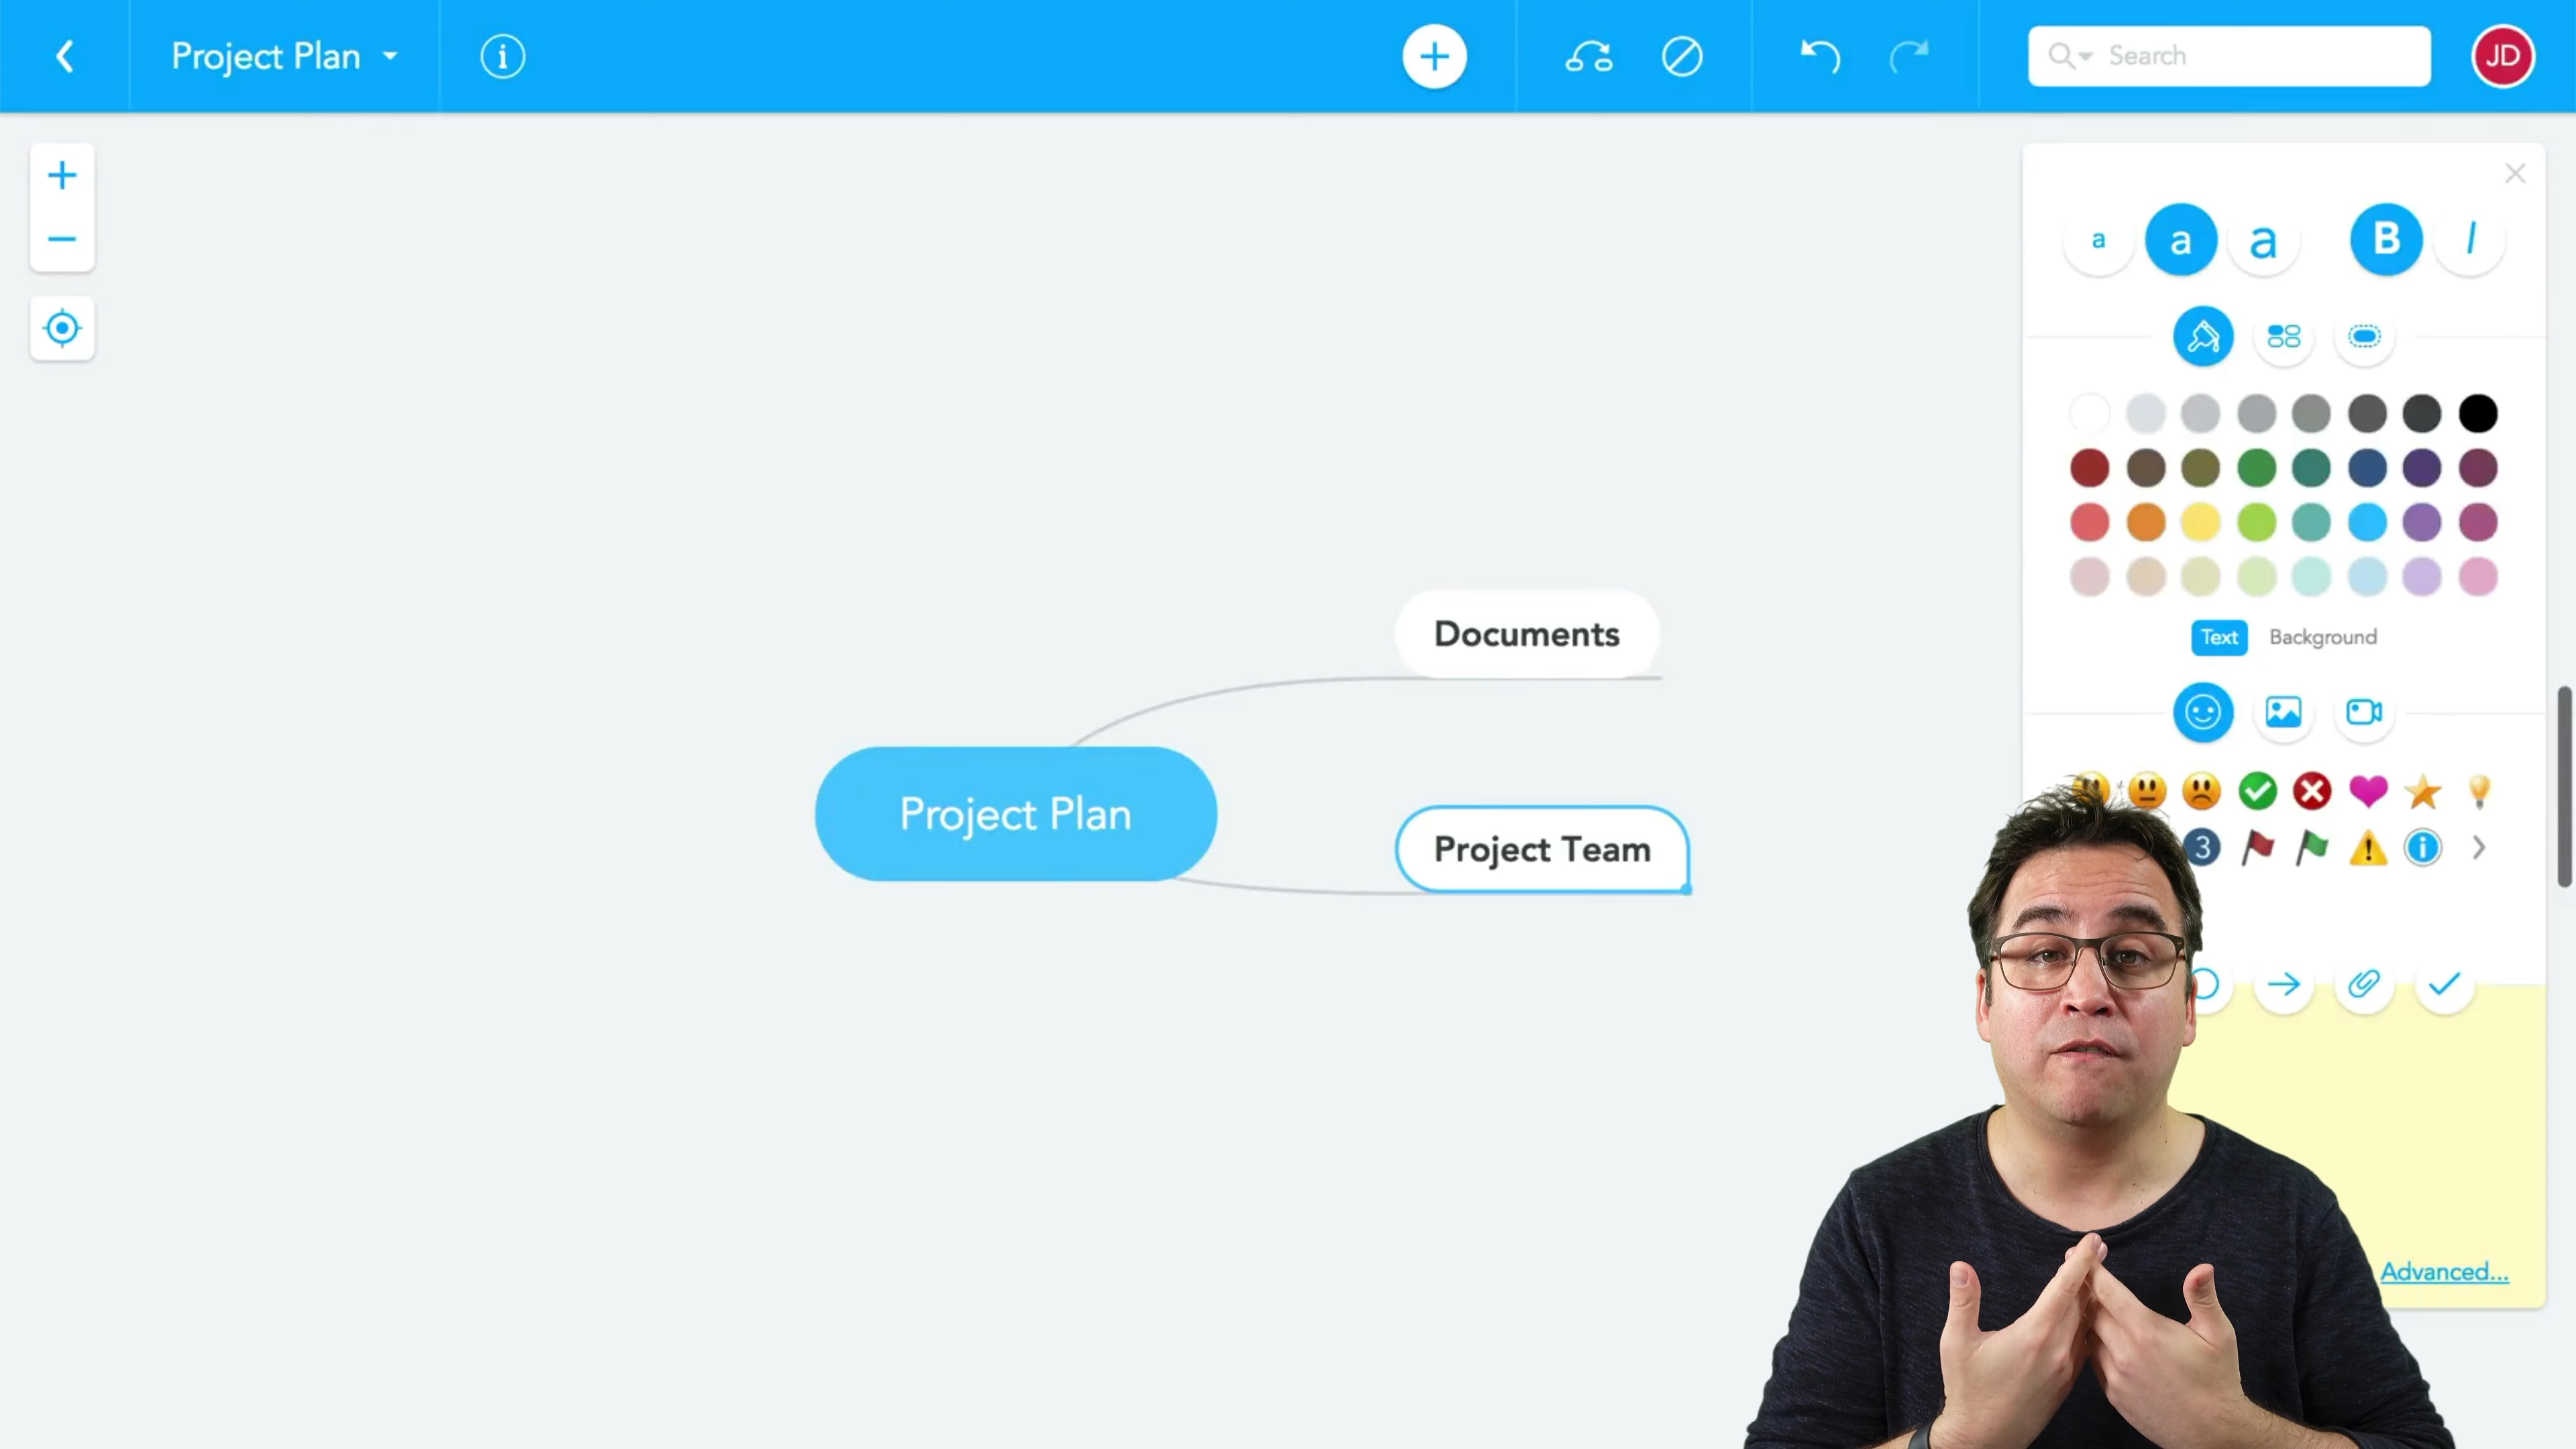 Project Plan
i
Search
JD
a a a B I
Documents
Text Background
Project Plan
Project Team
3
i
Advanced...